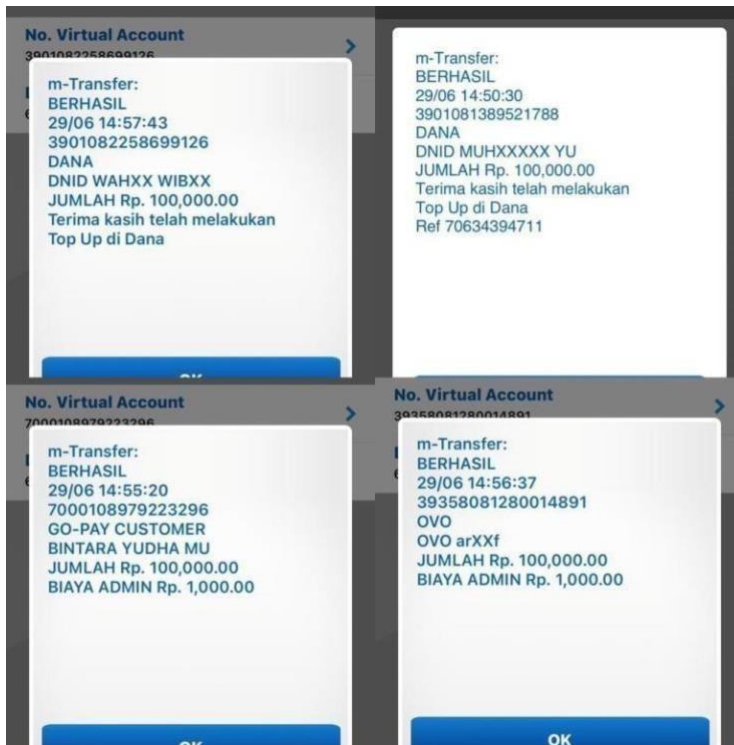 No. Virtual Account
3901082258699126
m-Transfer:
BERHASIL
29/06 14:57:43
3901082258699126
DANA
DNID WAHXX WIBXX
JUMLAH Rp. 100,000.00
Terima kasih telah melakukan
Top Up di Dana
OK
m-Transfer:
BERHASIL
29/06 14:50:30
3901081389521788
DANA
DNID MUHXXXXX YU
JUMLAH Rp. 100,000.00
Terima kasih telah melakukan
Top Up di Dana
Ref 70634394711
No. Virtual Account
7000108979223296
m-Transfer:
BERHASIL
29/06 14:55:20
7000108979223296
GO-PAY CUSTOMER
BINTARA YUDHA MU
JUMLAH Rp. 100,000.00
BIAYA ADMIN Rp. 1,000.00
OK
No. Virtual Account
39358081280014891
m-Transfer:
BERHASIL
29/06 14:56:37
39358081280014891
OVO
OVO arXXf
JUMLAH Rp. 100,000.00
BIAYA ADMIN Rp. 1,000.00
OK